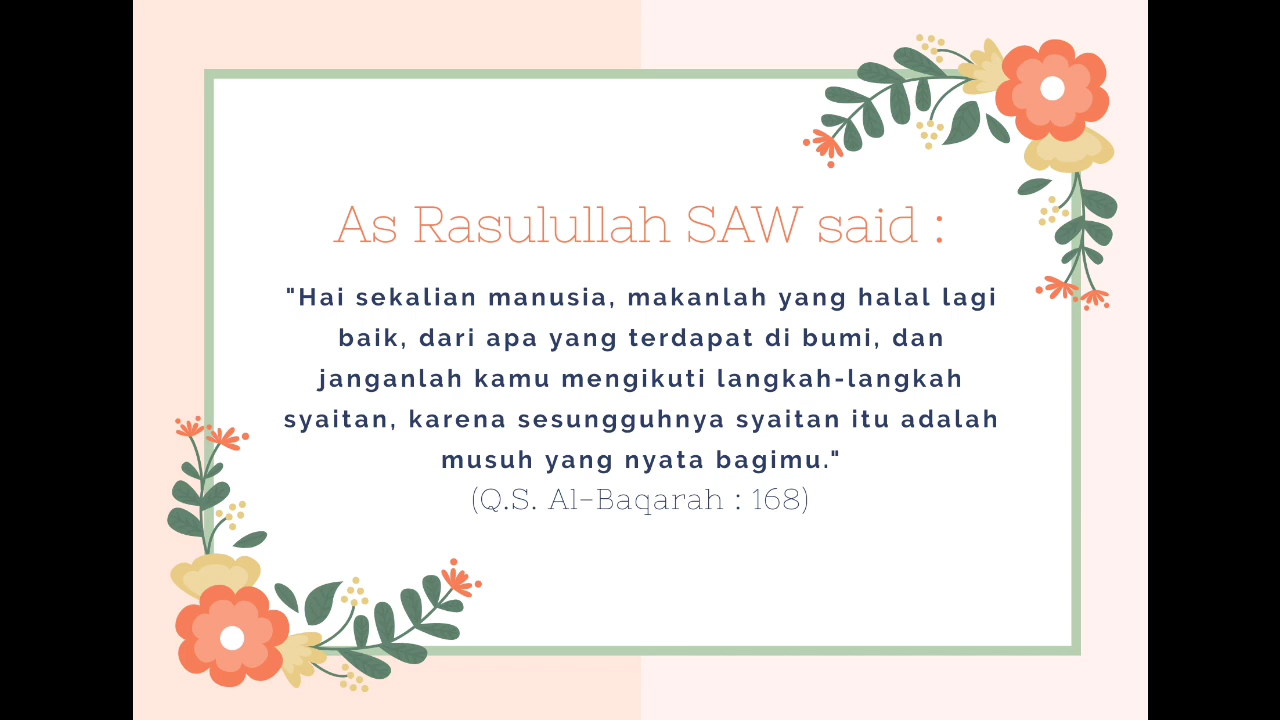 As Rasulullah SAW said :
"Hai sekalian manusia, makanlah yang halal lagi
baik, dari apa yang terdapat di bumi, dan
janganlah kamu mengikuti langkah-langkah
syaitan, karena sesungguhnya syaitan itu adalah
musuh yang nyata bagimu."
(Q.S. Al-Baqarah : 168)